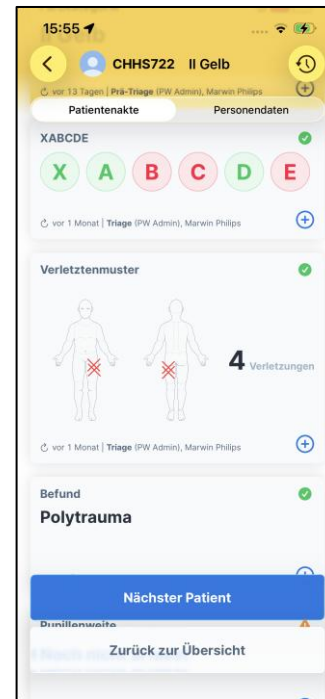 15:55
CHHS722 II Gelb
vor 13 Tagen | Prä-Triage (PW Admin), Marwin Philips
Patientenakte Personendaten
XABCDE
X A B C D E
vor 1 Monat | Triage (PW Admin), Marwin Philips
Verletztenmuster
4 Verletzungen
vor 1 Monat | Triage (PW Admin), Marwin Philips
Befund
Polytrauma
Nächster Patient
Pupillenweite
Zurück zur Übersicht